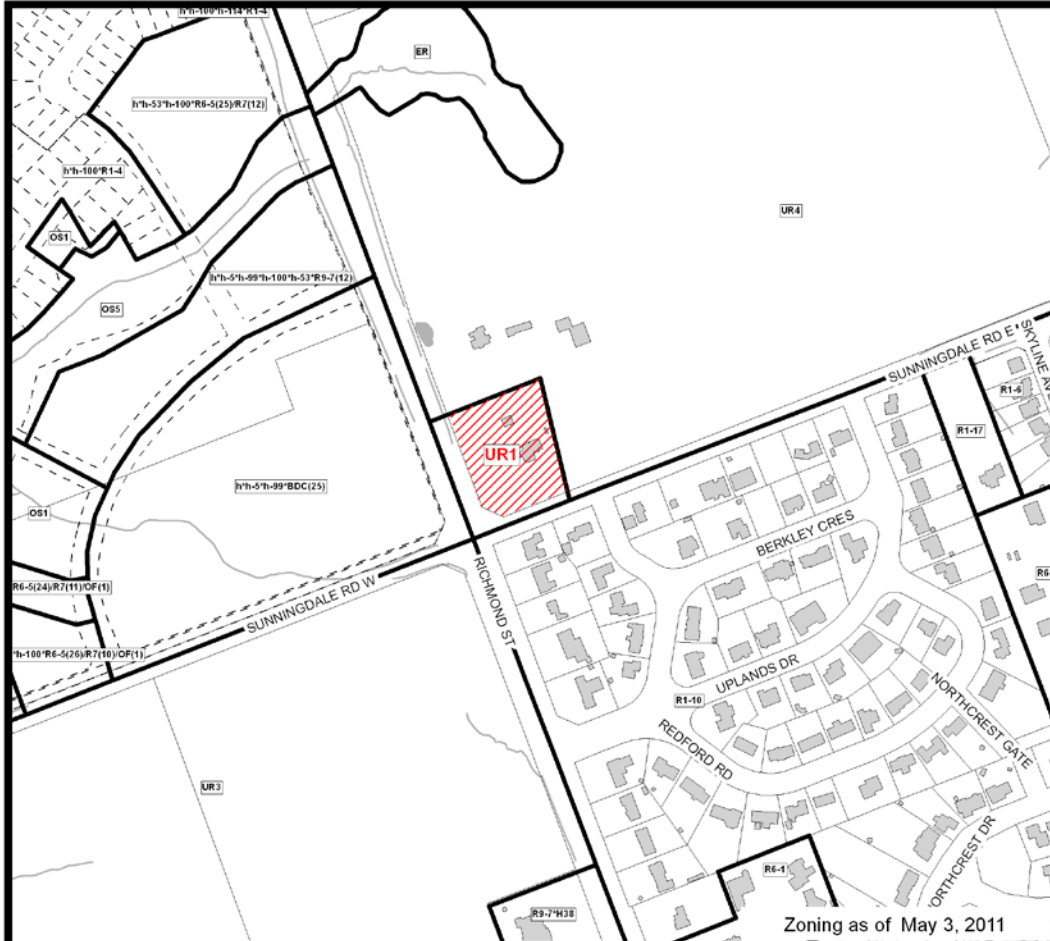 h*h-100*h-114*R1-4
ER
h*h-53*h-100*R6-5(25)/R7(12)
h*h-100*R1-4
UR4
OS1
h*h-5*h-99*h-100*h-53*R9-7(12)
OS5
SUNNINGDALE RD E
SKYLINE AV
R1-6
R1-17
UR1
h*h-5*h-99*BDC(25)
OS1
BERKLEY CRES
RICHMOND ST
R6-5(24)/R7(11)/OF(1)
SUNNINGDALE RD W
*h-100*R6-5(26)/R7(10)/OF(1)
UPLANDS DR
R1-10
NORTHCREST GATE
REDFORD RD
UR3
ORTHCREST DR
R6-1
R9-7*H38
Zoning as of May 3, 2011